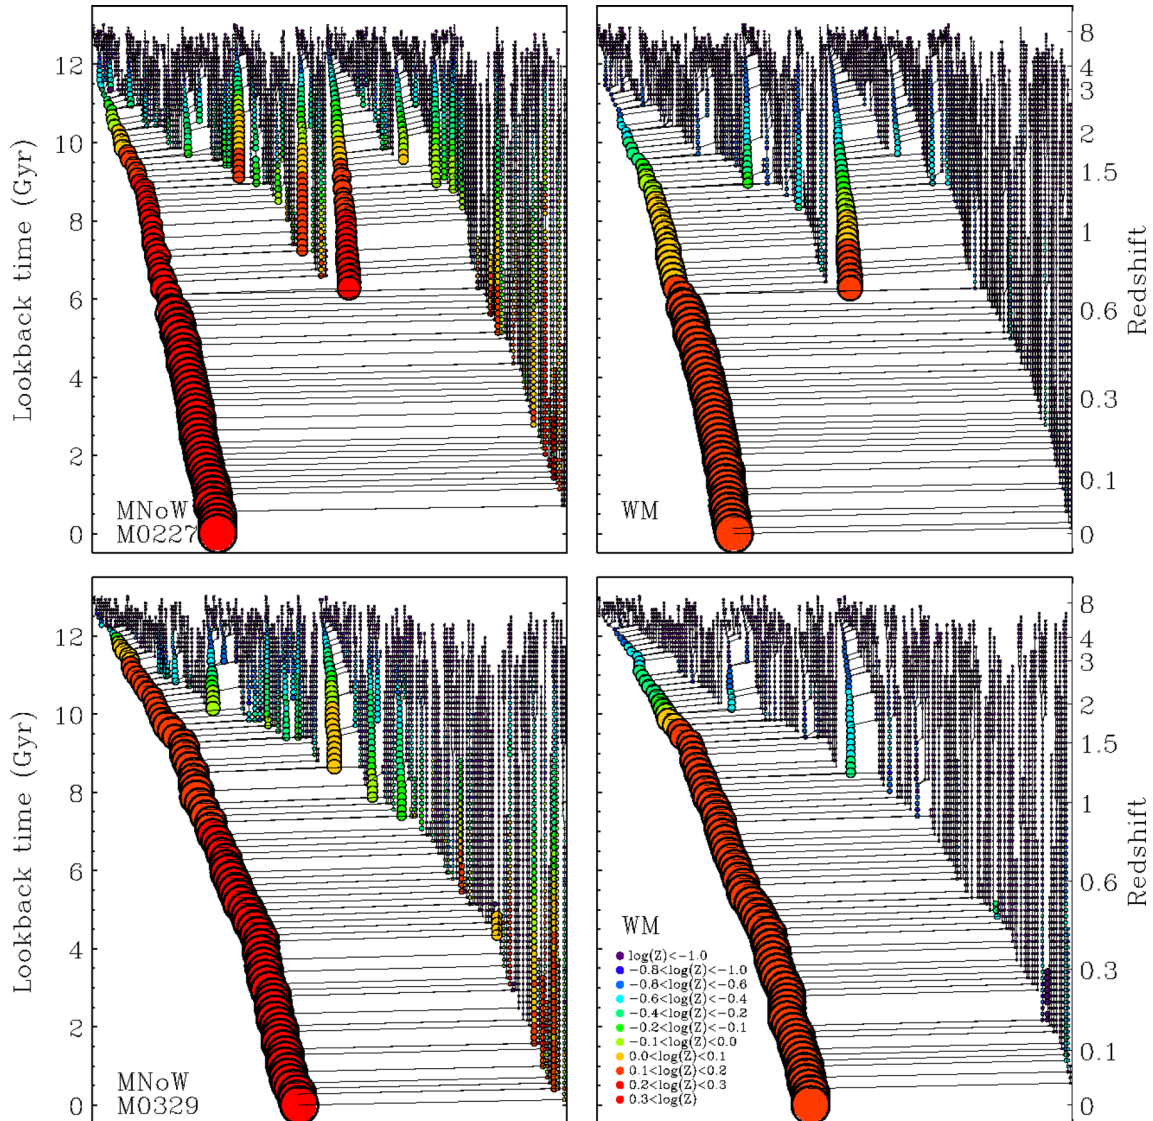 8
12
4
3
10
2
1.5
8
1
6
0.6
4
0.3
2
0.1
0
0
Lookback time (Gyr)
Redshift
MNoW
M0227
WM
8
12
4
3
10
2
1.5
8
1
6
0.6
4
0.3
2
0.1
0
0
Lookback time (Gyr)
Redshift
MNoW
M0329
WM
log(Z)<-1.0
-0.8<log(Z)<-1.0
-0.8<log(Z)<-0.6
-0.6<log(Z)<-0.4
-0.4<log(Z)<-0.2
-0.2<log(Z)<-0.1
-0.1<log(Z)<0.0
0.0<log(Z)<0.1
0.1<log(Z)<0.2
0.2<log(Z)<0.3
0.3<log(Z)